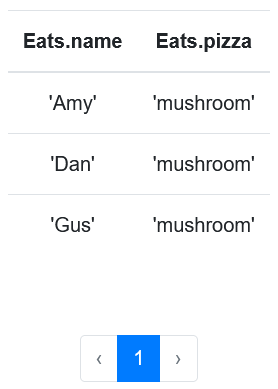 Eats.name Eats.pizza
'Amy' 'mushroom'
'Dan' 'mushroom'
'Gus' 'mushroom'
‹ 1 ›